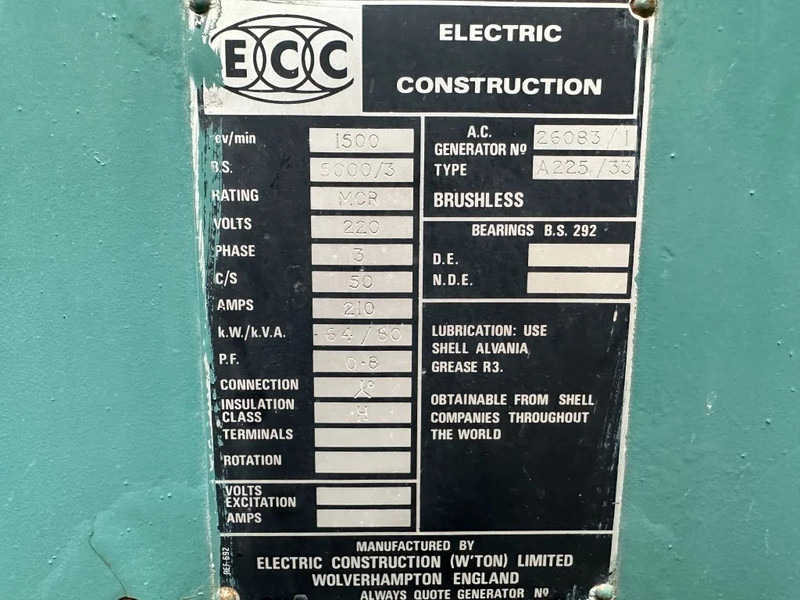 ECC
ELECTRIC
CONSTRUCTION
ev/min 1500
B.S. 5000/3
RATING MCR
VOLTS 220
PHASE 3
C/S 50
AMPS 210
k.W./k.V.A. 64/80
P.F. 0·8
CONNECTION
INSULATION
CLASS H
TERMINALS
ROTATION
VOLTS
EXCITATION
AMPS
A.C.
GENERATOR Nº 26083/1
TYPE A225/33
BRUSHLESS
BEARINGS B.S. 292
D.E.
N.D.E.
LUBRICATION: USE
SHELL ALVANIA
GREASE R3.
OBTAINABLE FROM SHELL
COMPANIES THROUGHOUT
THE WORLD
REF-692
MANUFACTURED BY
ELECTRIC CONSTRUCTION (W'TON) LIMITED
WOLVERHAMPTON ENGLAND
ALWAYS QUOTE GENERATOR Nº